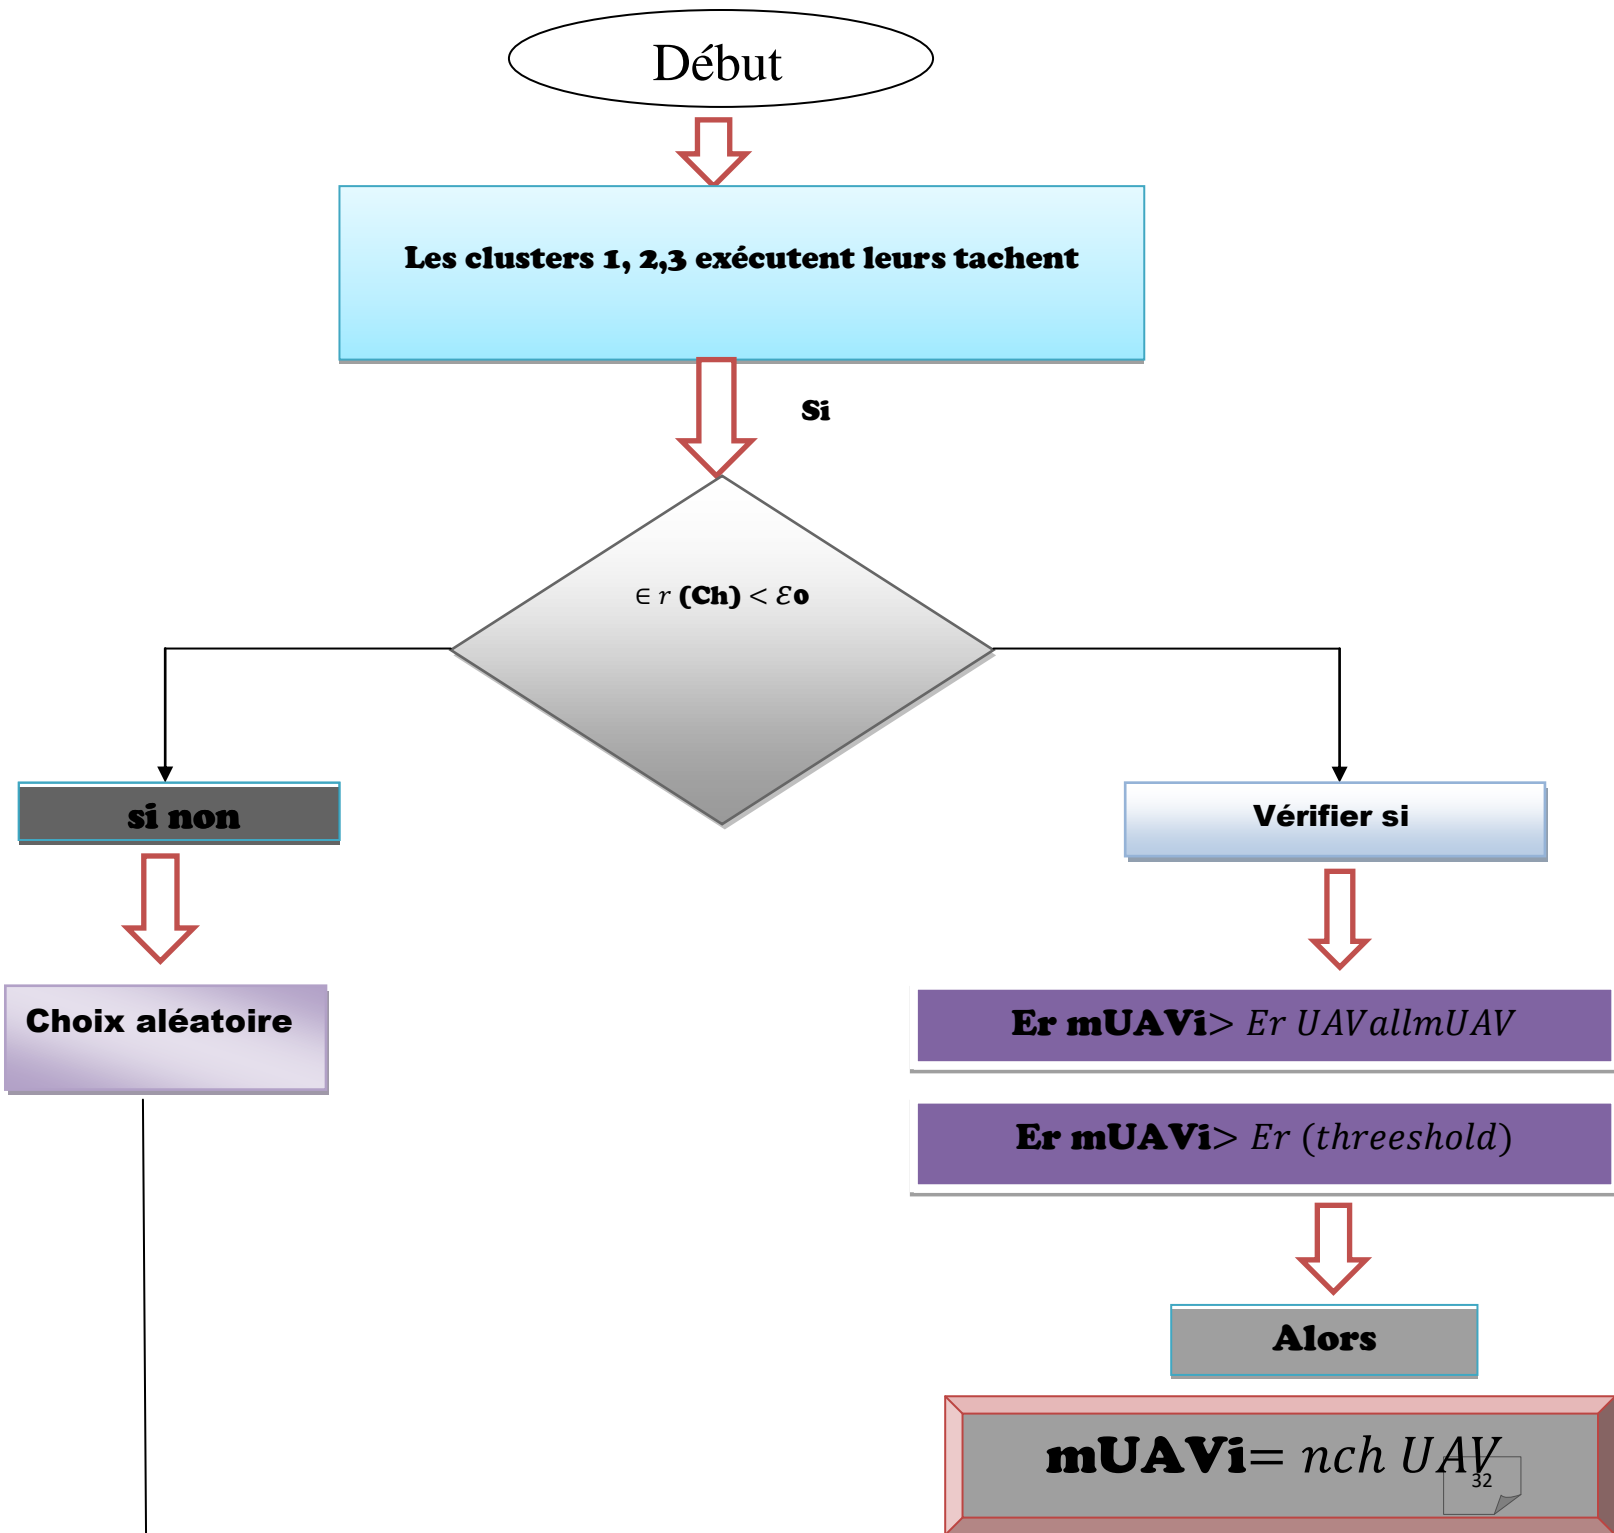 Début
Les clusters 1, 2,3 exécutent leurs tachent
Si
∈ r (Ch) < ℰ0
si non
Vérifier si
Choix aléatoire
Er mUAVi> Er UAVallmUAV
Er mUAVi> Er (threeshold)
Alors
mUAVi= nch UAV
32